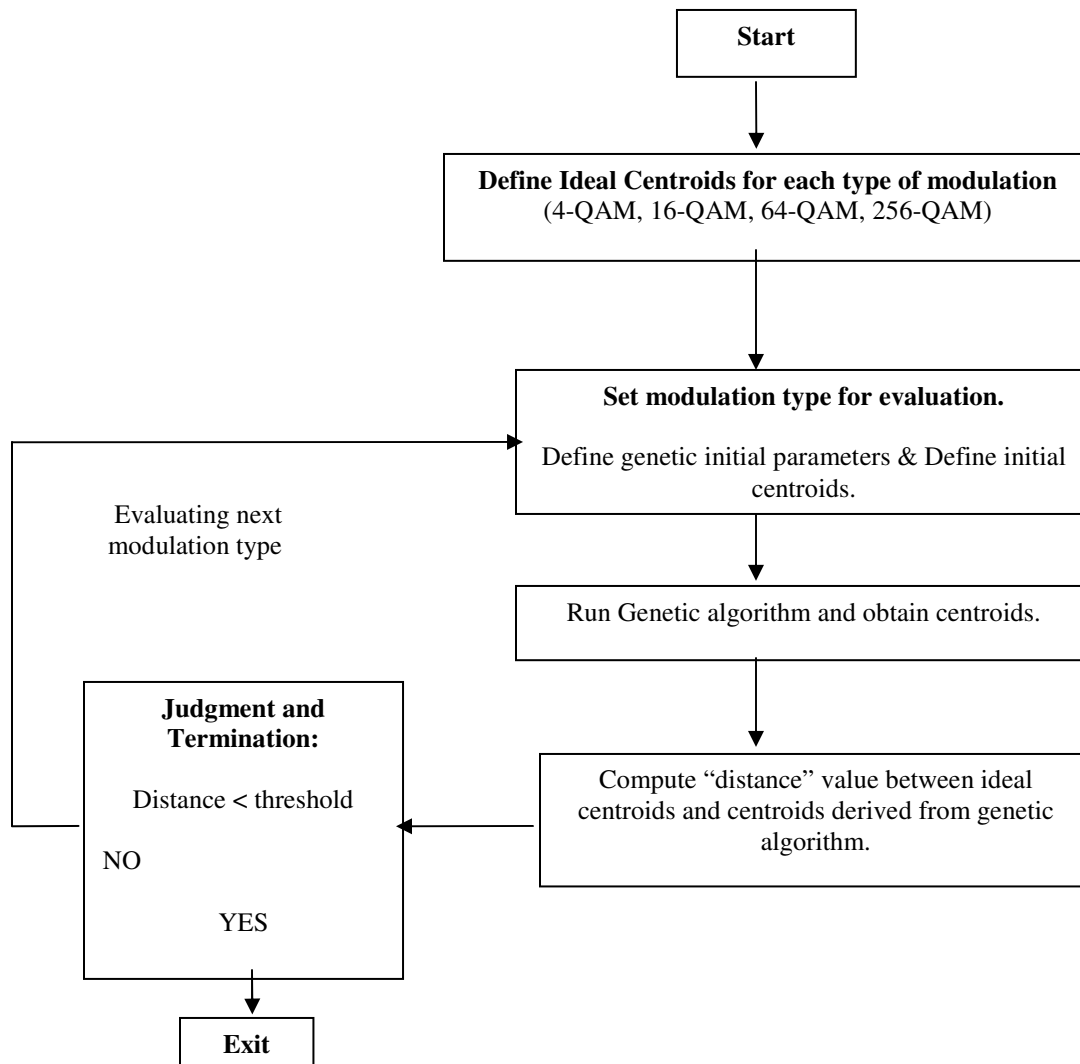 Start
Define Ideal Centroids for each type of modulation
(4-QAM, 16-QAM, 64-QAM, 256-QAM)
Set modulation type for evaluation.
Define genetic initial parameters & Define initial
centroids.
Evaluating next
modulation type
Run Genetic algorithm and obtain centroids.
Judgment and
Termination:
Distance < threshold
NO
YES
Compute “distance” value between ideal
centroids and centroids derived from genetic
algorithm.
Exit